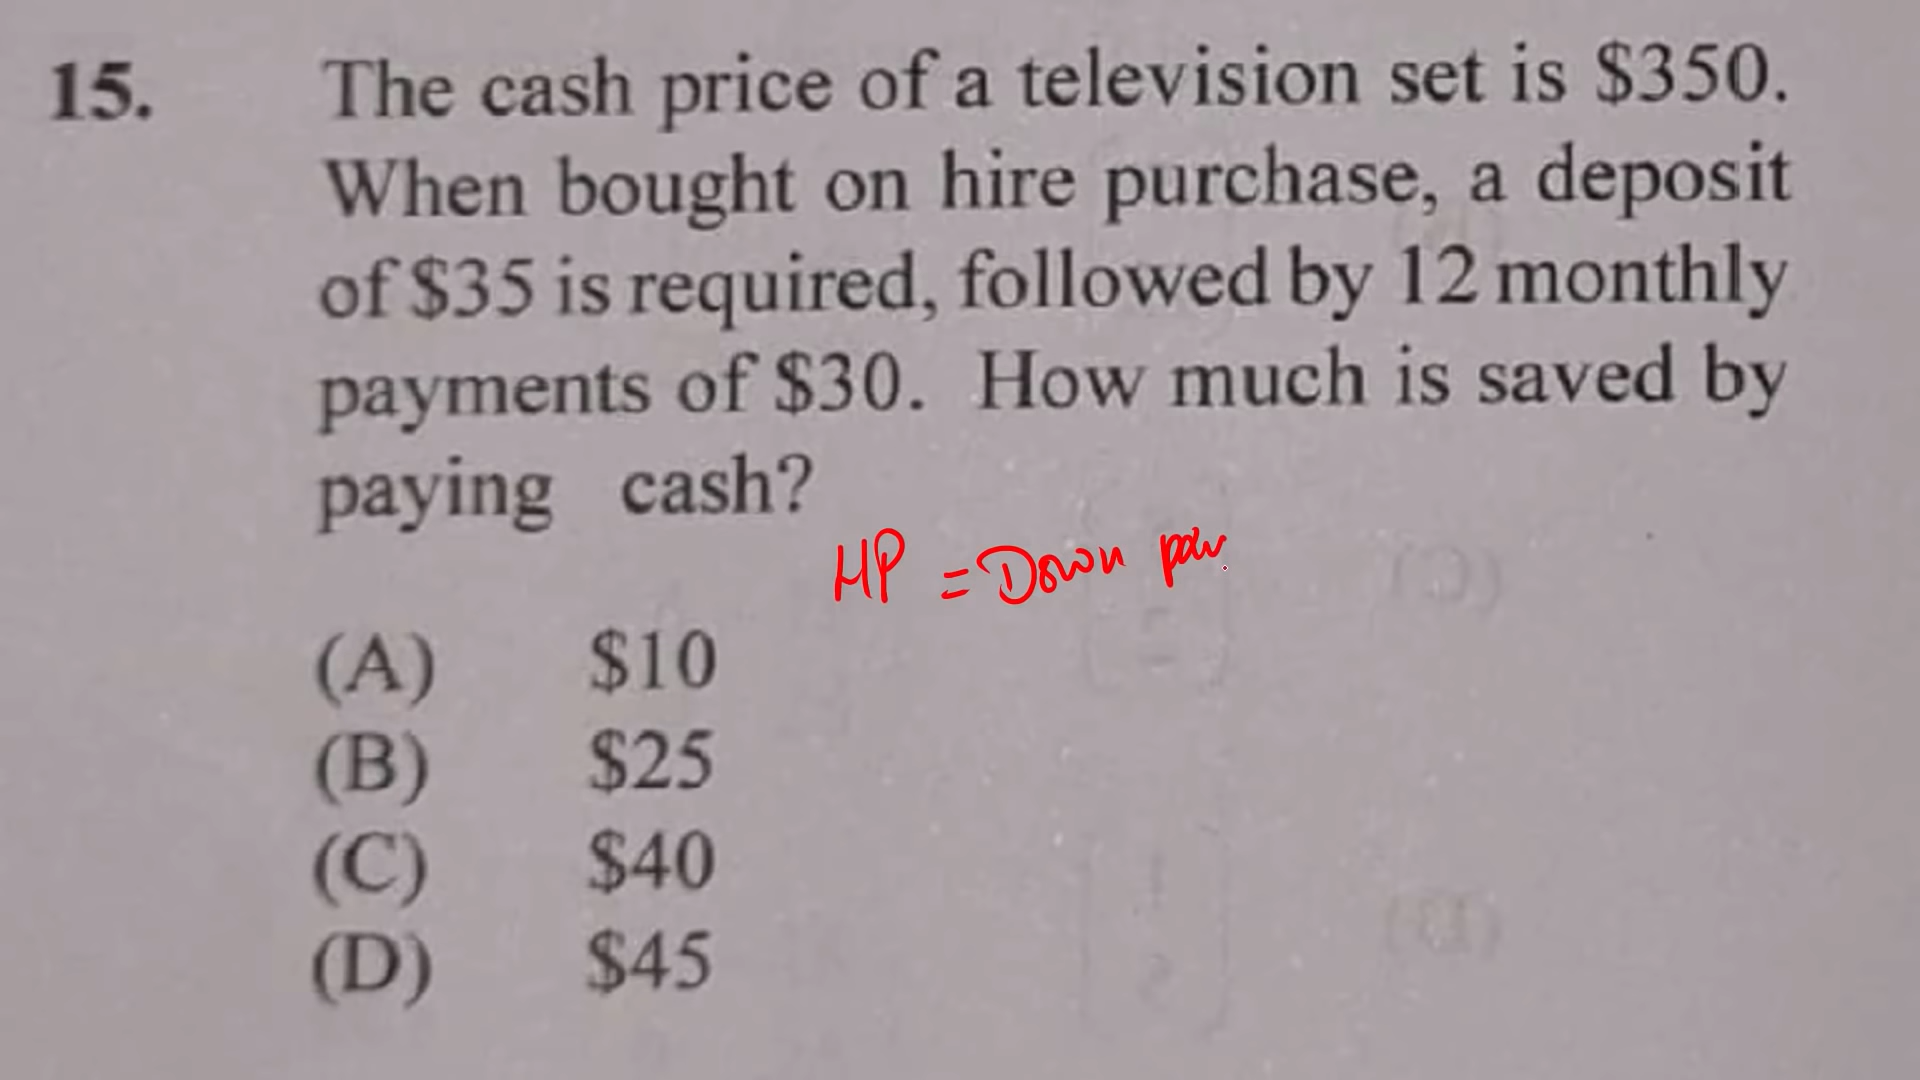 15. The cash price of a television set is $350.
When bought on hire purchase, a deposit
of $35 is required, followed by 12 monthly
payments of $30. How much is saved by
paying cash?
HP = Down
(A) $10
(B) $25
(C) $40
(D) $45